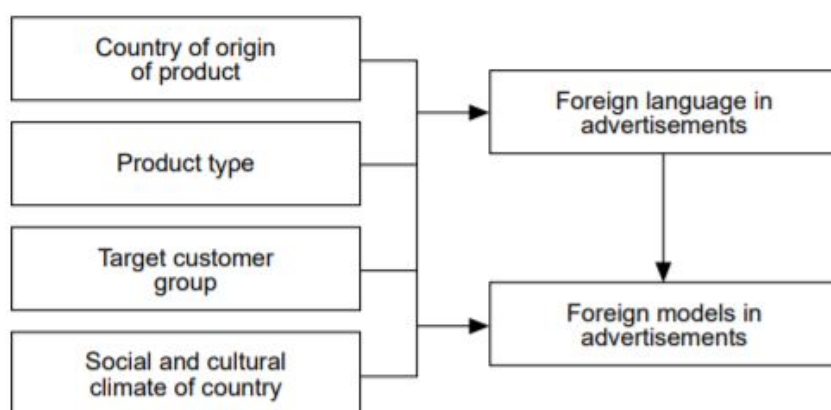 Country of origin
of product
Product type
Target customer
group
Social and cultural
climate of country
Foreign language in
advertisements
Foreign models in
advertisements